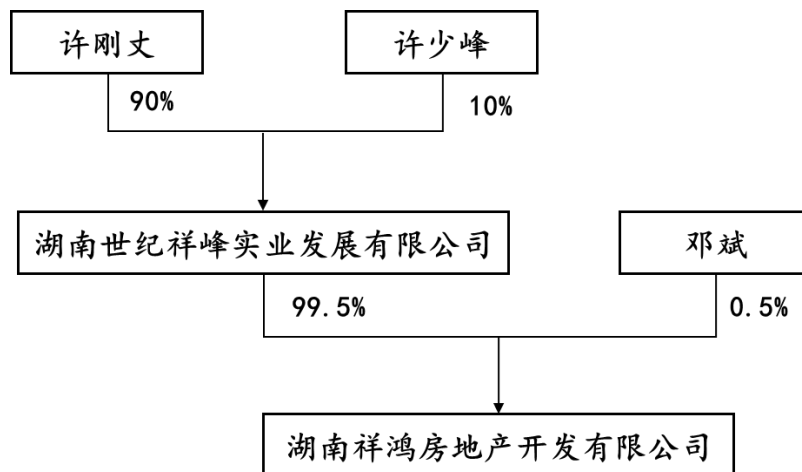 许刚丈 许少峰
90% 10%
湖南世纪祥峰实业发展有限公司 邓斌
99.5% 0.5%
湖南祥鸿房地产开发有限公司